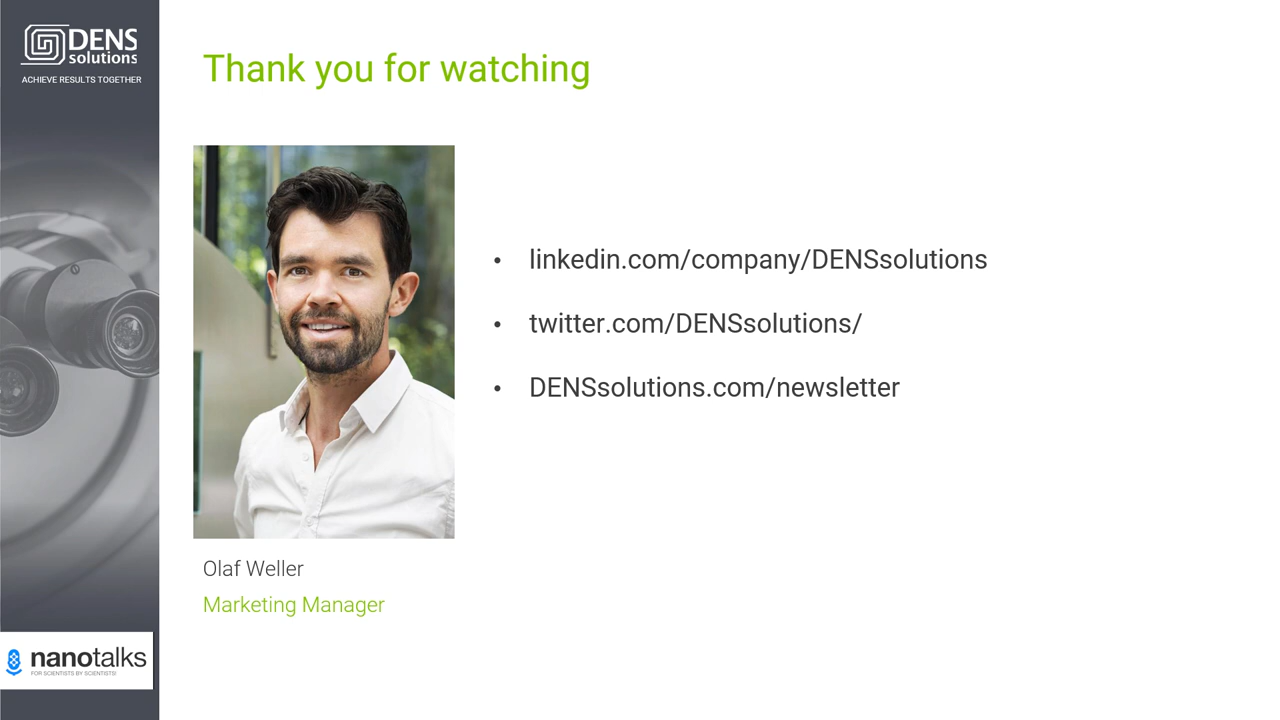 DENS
solutions
ACHIEVE RESULTS TOGETHER
Thank you for watching
• linkedin.com/company/DENSsolutions
• twitter.com/DENSsolutions/
• DENSsolutions.com/newsletter
Olaf Weller
Marketing Manager
nanotalks
FOR SCIENTISTS BY SCIENTISTS!